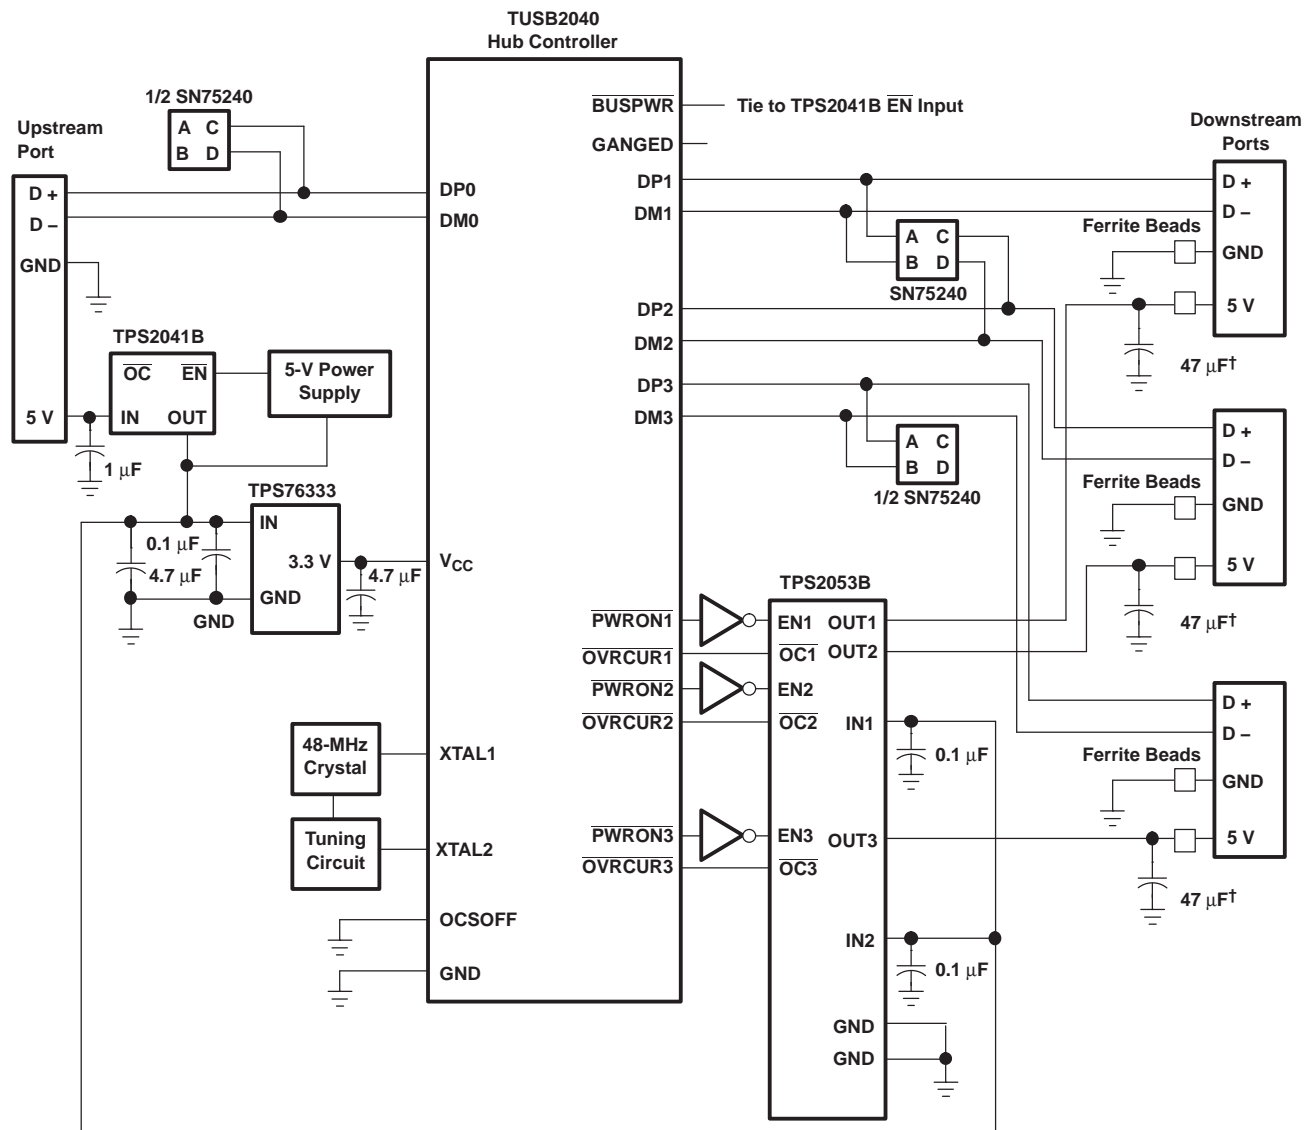 TUSB2040
Hub Controller
1/2 SN75240
A C
B D
Upstream
Port
D +
D –
GND
5 V
TPS2041B
OC EN
IN OUT
5-V Power
Supply
1 μF
TPS76333
IN
3.3 V
GND
0.1 μF
4.7 μF
GND
4.7 μF
48-MHz
Crystal
Tuning
Circuit
DP0
DM0
VCC
XTAL1
XTAL2
OCSOFF
GND
BUSPWR
Tie to TPS2041B EN Input
GANGED
DP1
DM1
DP2
DM2
DP3
DM3
PWRON1
OVRCUR1
PWRON2
OVRCUR2
PWRON3
OVRCUR3
A C
B D
SN75240
A C
B D
1/2 SN75240
TPS2053B
EN1 OUT1
OC1 OUT2
EN2
OC2 IN1
EN3 OUT3
OC3
IN2
GND
GND
0.1 μF
0.1 μF
Downstream
Ports
D +
D –
Ferrite Beads
GND
5 V
47 μF†
D +
D –
Ferrite Beads
GND
5 V
47 μF†
D +
D –
Ferrite Beads
GND
5 V
47 μF†